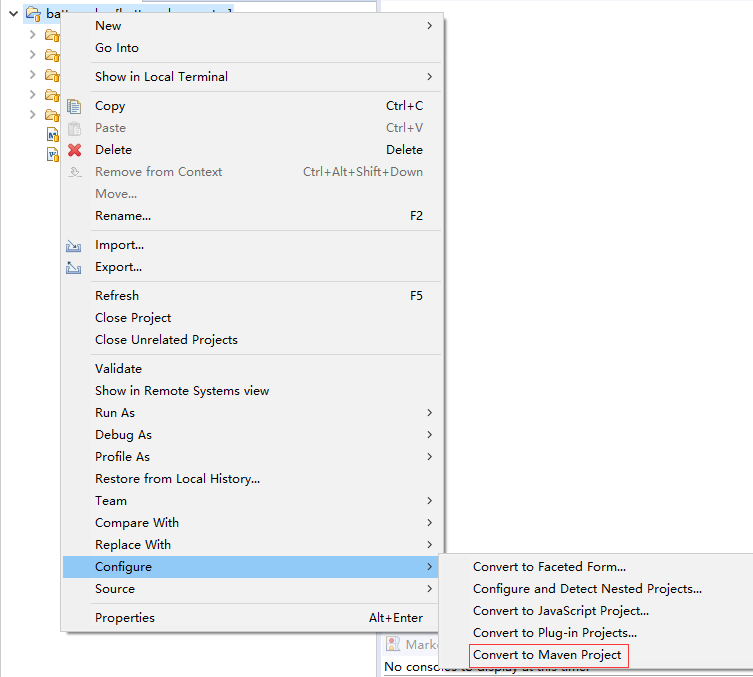 New
Go Into
Show in Local Terminal
Copy Ctrl+C
Paste Ctrl+V
Delete Delete
Remove from Context Ctrl+Alt+Shift+Down
Move...
Rename... F2
Import...
Export...
Refresh F5
Close Project
Close Unrelated Projects
Validate
Show in Remote Systems view
Run As
Debug As
Profile As
Restore from Local History...
Team
Compare With
Replace With
Configure
Source
Properties Alt+Enter
Convert to Faceted Form...
Configure and Detect Nested Projects...
Convert to JavaScript Project...
Convert to Plug-in Projects...
Convert to Maven Project
No consoles to display at this time.